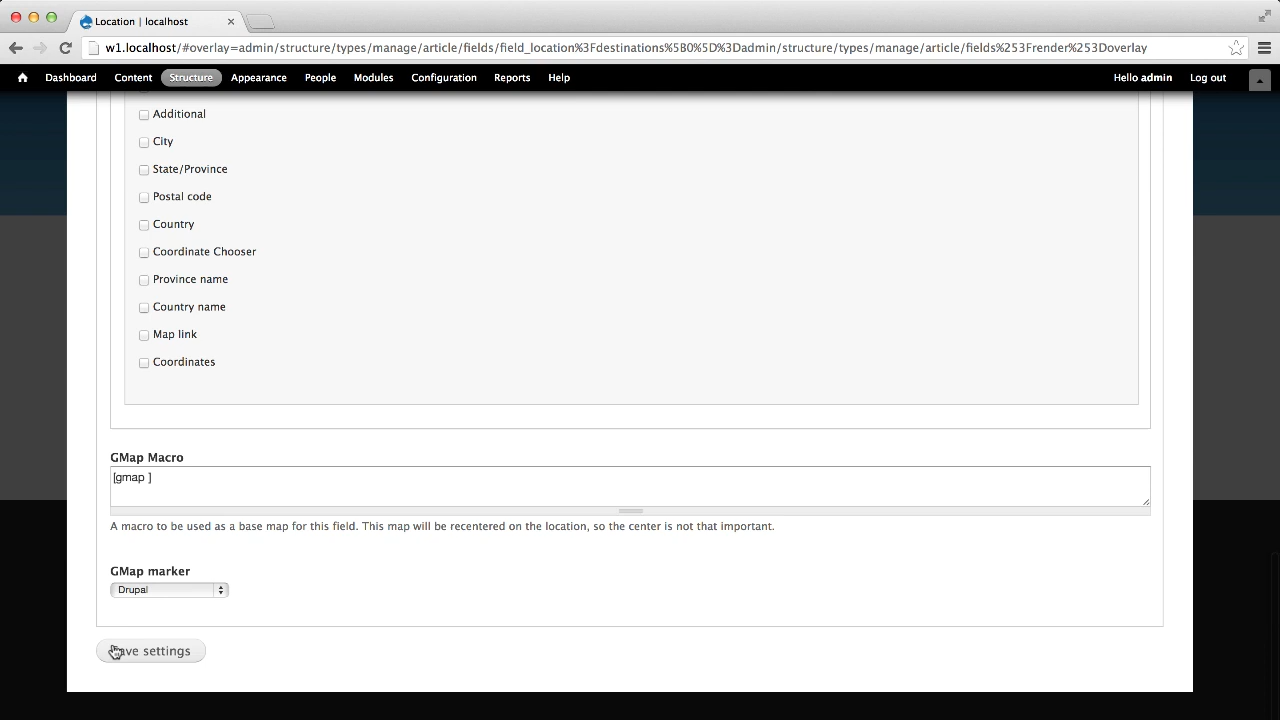 Location | localhost
w1.localhost/#overlay=admin/structure/types/manage/article/fields/field_location%3Fdestinations%5B0%5D%3Dadmin/structure/types/manage/article/fields%253Frender%253Doverlay
Dashboard Content Structure Appearance People Modules Configuration Reports Help Hello admin Log out
Additional
City
State/Province
Postal code
Country
Coordinate Chooser
Province name
Country name
Map link
Coordinates
GMap Macro
[gmap ]
A macro to be used as a base map for this field. This map will be recentered on the location, so the center is not that important.
GMap marker
Drupal
settings